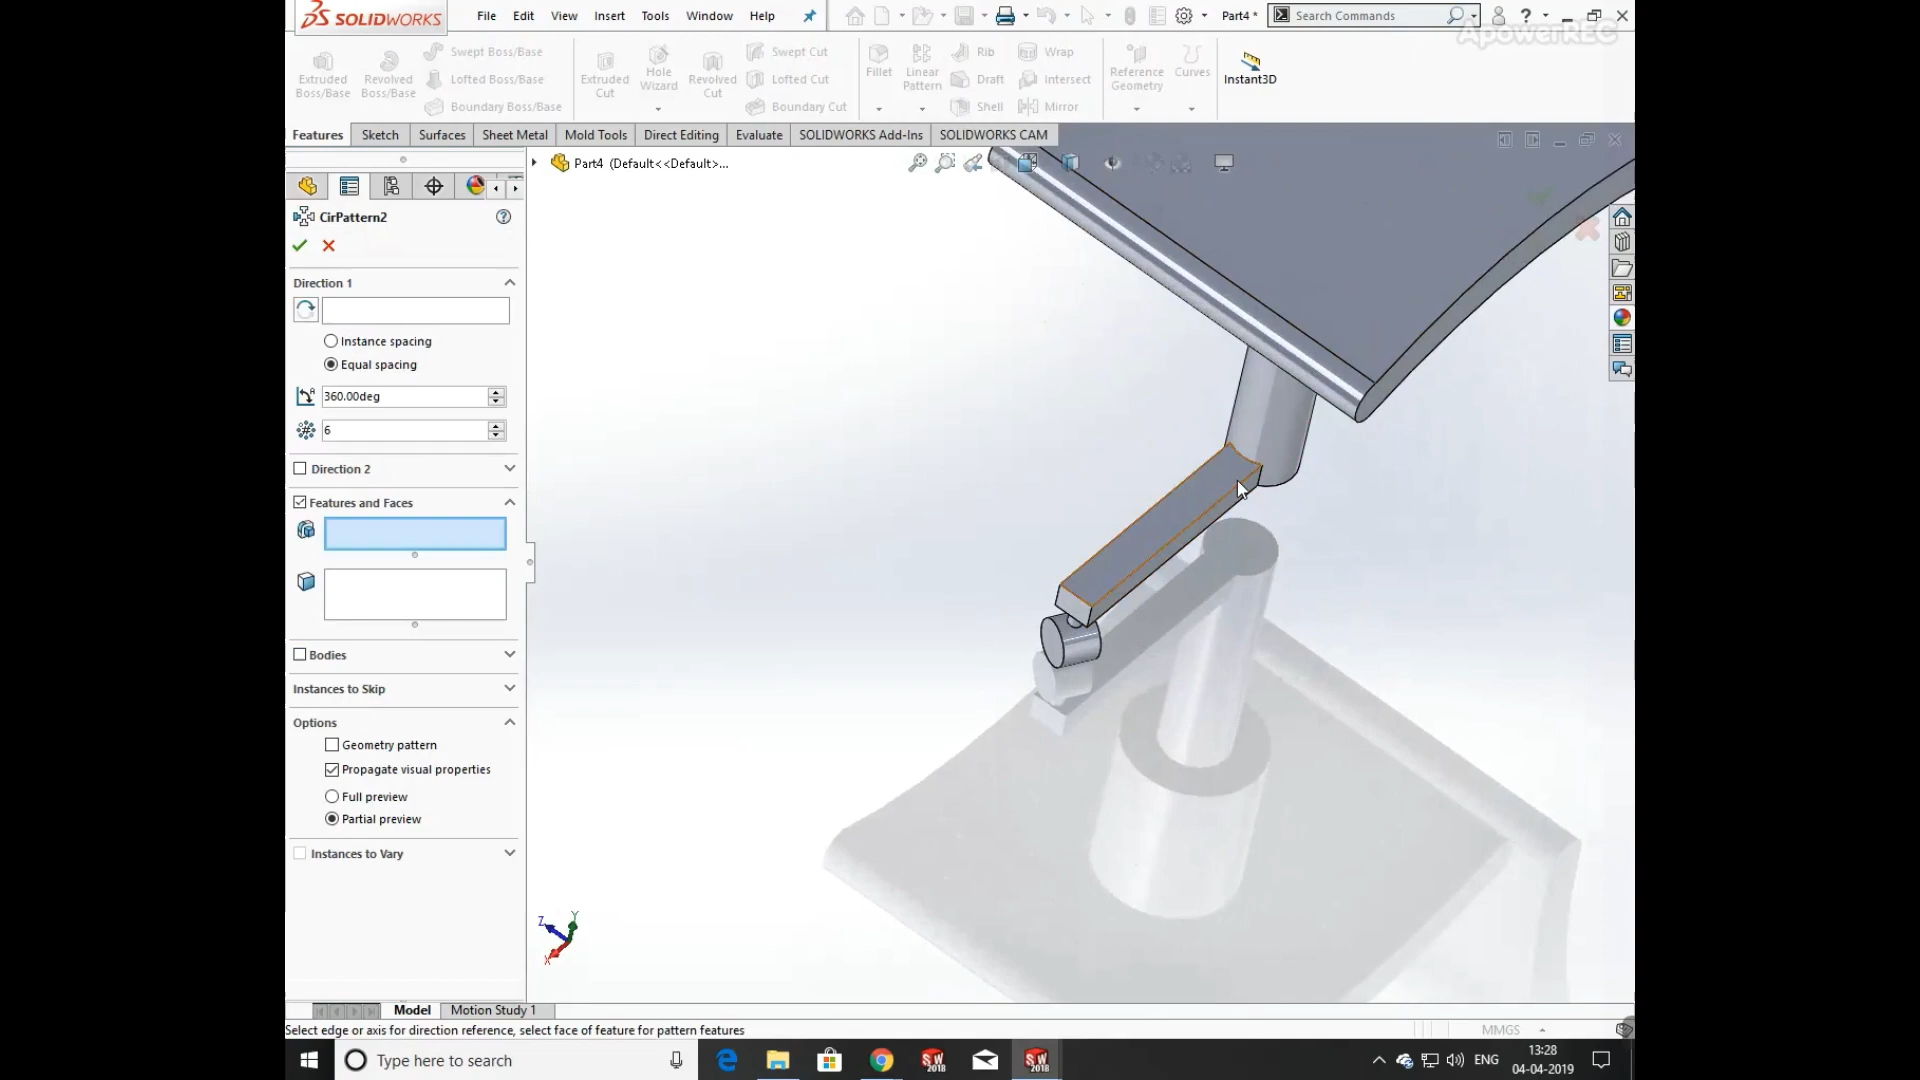 SOLIDWORKS File Edit View Insert Tools Window Help Part4 * Search Commands ?
ApowerREC
Extruded Boss/Base
Revolved Boss/Base
Swept Boss/Base
Lofted Boss/Base
Boundary Boss/Base
Extruded Cut
Hole Wizard
Revolved Cut
Swept Cut
Lofted Cut
Boundary Cut
Fillet
Linear Pattern
Rib
Draft
Shell
Wrap
Intersect
Mirror
Reference Geometry
Curves
Instant3D
Features Sketch Surfaces Sheet Metal Mold Tools Direct Editing Evaluate SOLIDWORKS Add-Ins SOLIDWORKS CAM
Part4 (Default<<Default>...
CirPattern2
Direction 1
Instance spacing
Equal spacing
360.00deg
6
Direction 2
Features and Faces
Bodies
Instances to Skip
Options
Geometry pattern
Propagate visual properties
Full preview
Partial preview
Instances to Vary
Y
Z
X
Model Motion Study 1
Select edge or axis for direction reference, select face of feature for pattern features
MMGS
Type here to search
SW 2018
SW 2018
ENG
13:28
04-04-2019